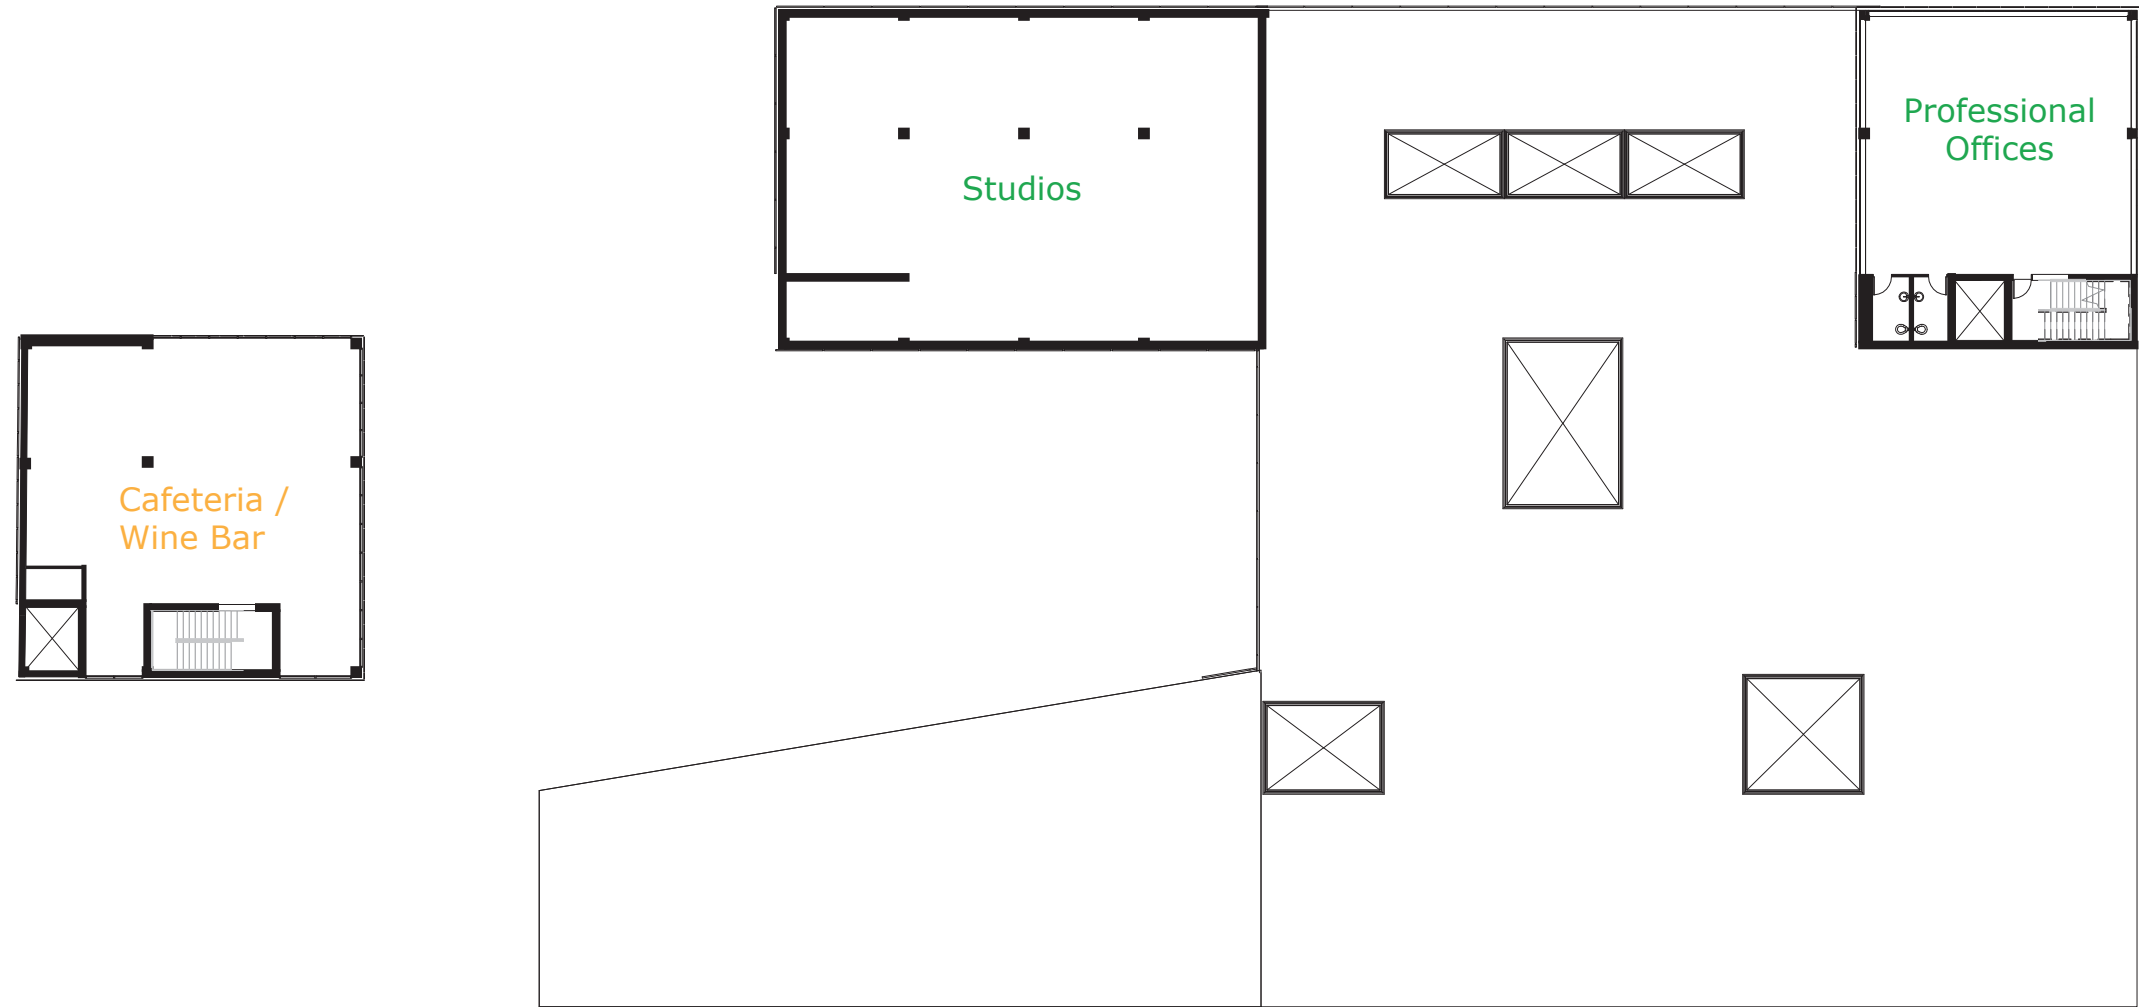 Professional
Offices
Studios
Cafeteria /
Wine Bar